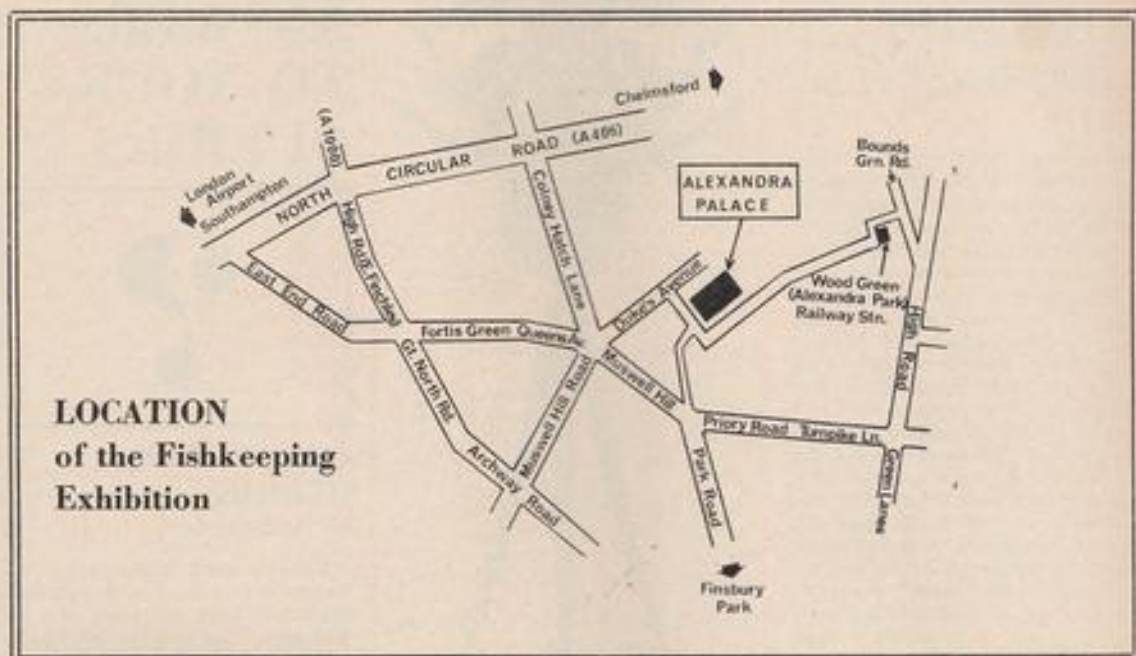 Chelmsford
(A1000)
NORTH CIRCULAR ROAD (A406)
London
Airport
Southampton
Bounds
Grn. Rd.
ALEXANDRA
PALACE
High Road, Finchley
Colney Hatch Lane
East End Road
Duke's Avenue
Wood Green
(Alexandra Park)
Railway Stn.
Fortis Green
Queens Av
Gt. North Rd.
Muswell Hill Road
Muswell Hill
High Road
Archway Road
Priory Road
Turnpike Ln.
Park Road
Green Lanes
Finsbury
Park
LOCATION
of the Fishkeeping
Exhibition